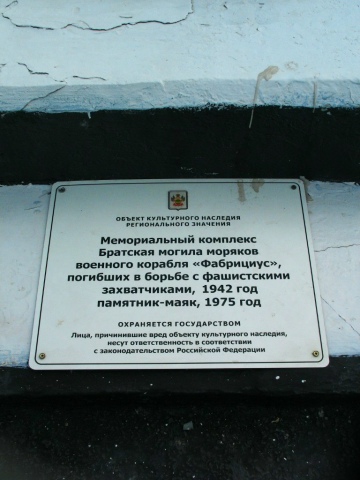 ОБЪЕКТ КУЛЬТУРНОГО НАСЛЕДИЯ
РЕГИОНАЛЬНОГО ЗНАЧЕНИЯ
Мемориальный комплекс
Братская могила моряков
военного корабля «Фабрициус»,
погибших в борьбе с фашистскими
захватчиками, 1942 год
памятник-маяк, 1975 год
ОХРАНЯЕТСЯ ГОСУДАРСТВОМ
Лица, причинившие вред объекту культурного наследия,
несут ответственность в соответствии
с законодательством Российской Федерации